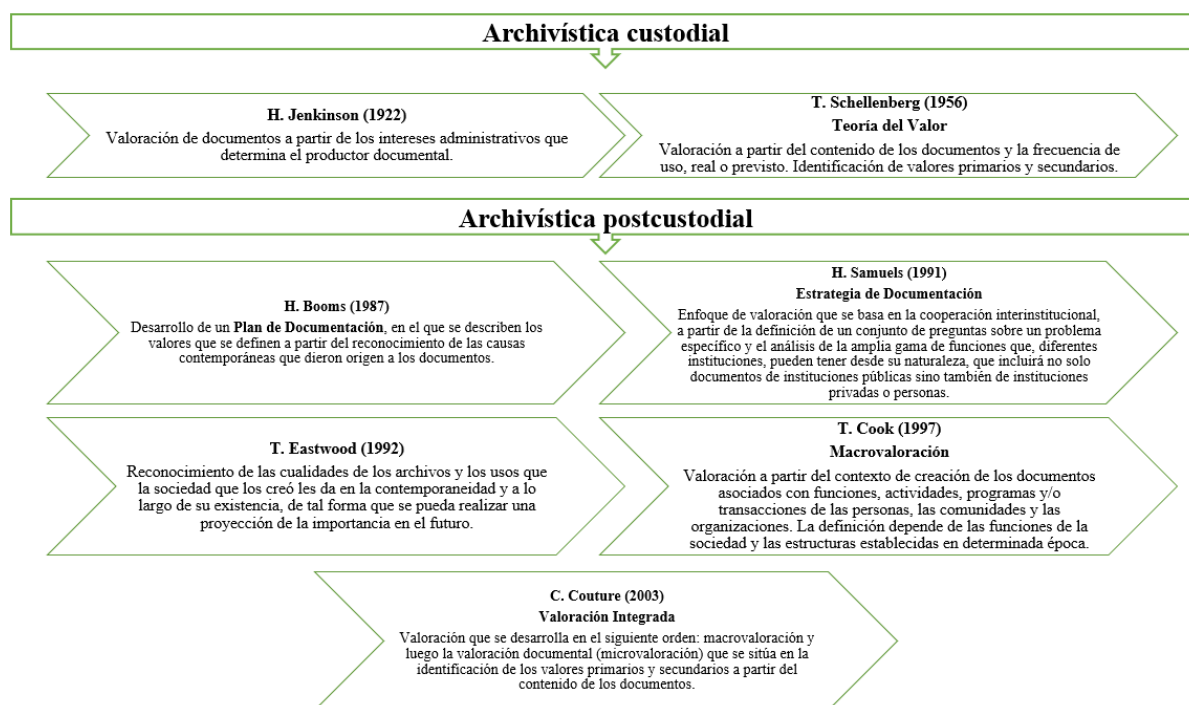 Archivística custodial
H. Jenkinson (1922)
Valoración de documentos a partir de los intereses administrativos que
determina el productor documental.
T. Schellenberg (1956)
Teoría del Valor
Valoración a partir del contenido de los documentos y la frecuencia de
uso, real o previsto. Identificación de valores primarios y secundarios.
Archivística postcustodial
H. Booms (1987)
Desarrollo de un Plan de Documentación, en el que se describen los
valores que se definen a partir del reconocimiento de las causas
contemporáneas que dieron origen a los documentos.
H. Samuels (1991)
Estrategia de Documentación
Enfoque de valoración que se basa en la cooperación interinstitucional,
a partir de la definición de un conjunto de preguntas sobre un problema
específico y el análisis de la amplia gama de funciones que, diferentes
instituciones, pueden tener desde su naturaleza, que incluirá no solo
documentos de instituciones públicas sino también de instituciones
privadas o personas.
T. Eastwood (1992)
Reconocimiento de las cualidades de los archivos y los usos que
la sociedad que los creó les da en la contemporaneidad y a lo
largo de su existencia, de tal forma que se pueda realizar una
proyección de la importancia en el futuro.
T. Cook (1997)
Macrovaloración
Valoración a partir del contexto de creación de los documentos
asociados con funciones, actividades, programas y/o
transacciones de las personas, las comunidades y las
organizaciones. La definición depende de las funciones de la
sociedad y las estructuras establecidas en determinada época.
C. Couture (2003)
Valoración Integrada
Valoración que se desarrolla en el siguiente orden: macrovaloración y
luego la valoración documental (microvaloración) que se sitúa en la
identificación de los valores primarios y secundarios a partir del
contenido de los documentos.